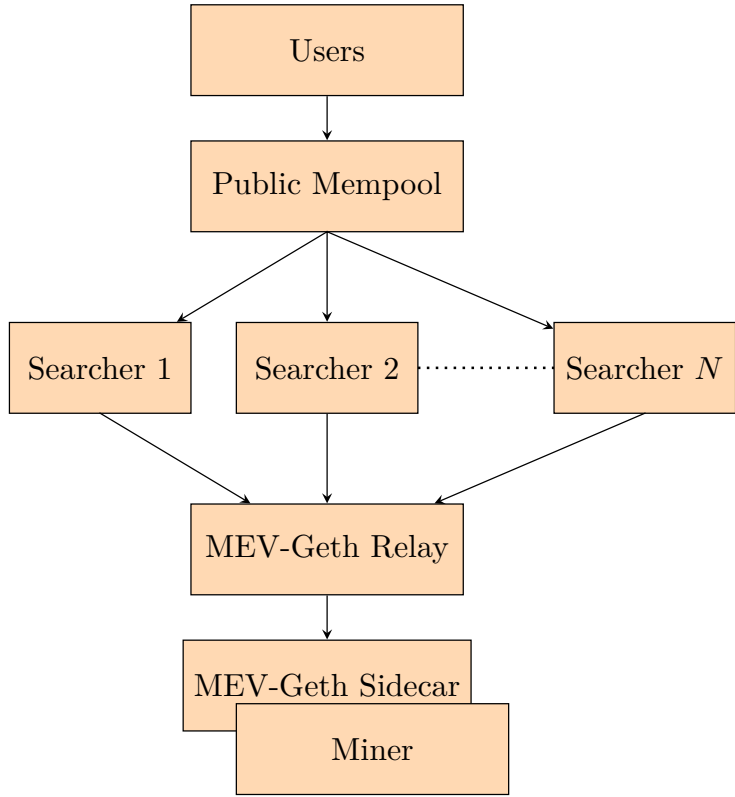 Users
Public Mempool
Searcher 1
Searcher 2
Searcher N
MEV-Geth Relay
MEV-Geth Sidecar
Miner